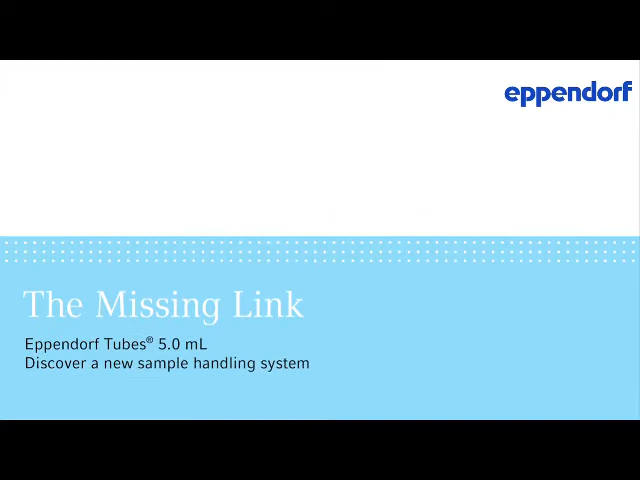 eppendorf
The Missing Link
Eppendorf Tubes® 5.0 mL
Discover a new sample handling system